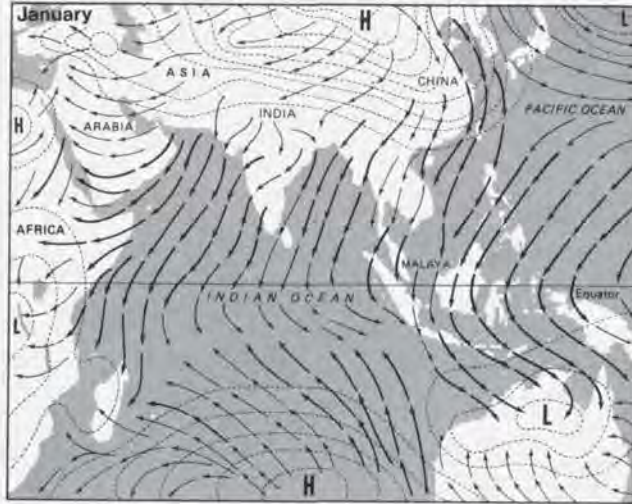 January
H
L
ASIA
CHINA
PACIFIC OCEAN
INDIA
H
ARABIA
AFRICA
MALAYA
INDIAN OCEAN
Equator
L
L
H